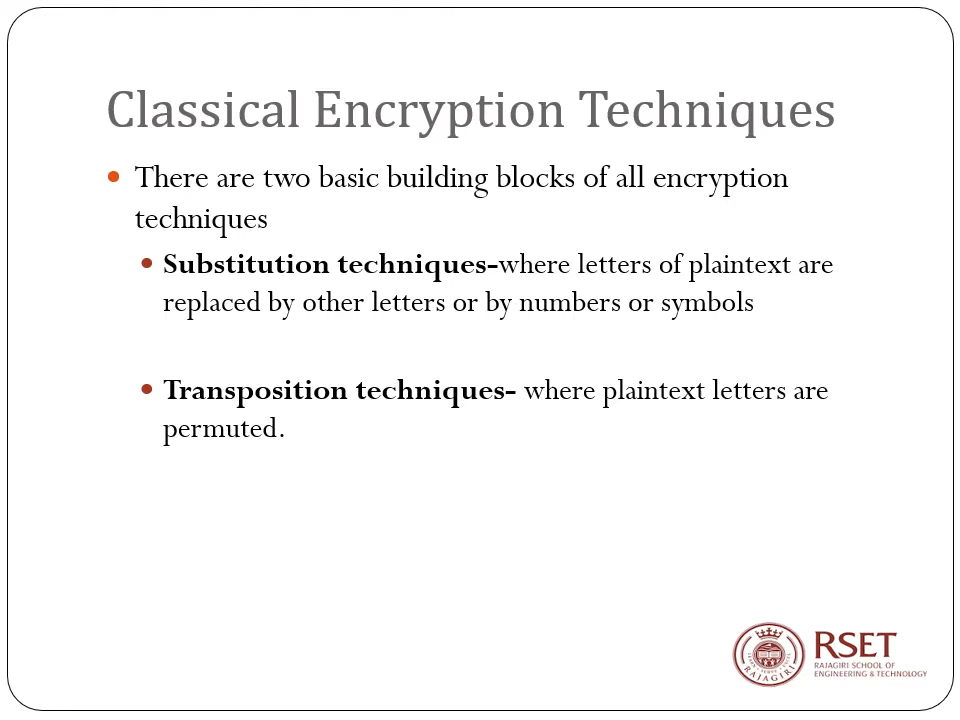 Classical Encryption Techniques
There are two basic building blocks of all encryption
techniques
Substitution techniques-where letters of plaintext are
replaced by other letters or by numbers or symbols
Transposition techniques- where plaintext letters are
permuted.
RSET
RAJAGIRI SCHOOL OF
ENGINEERING & TECHNOLOGY
RAJAGIRI